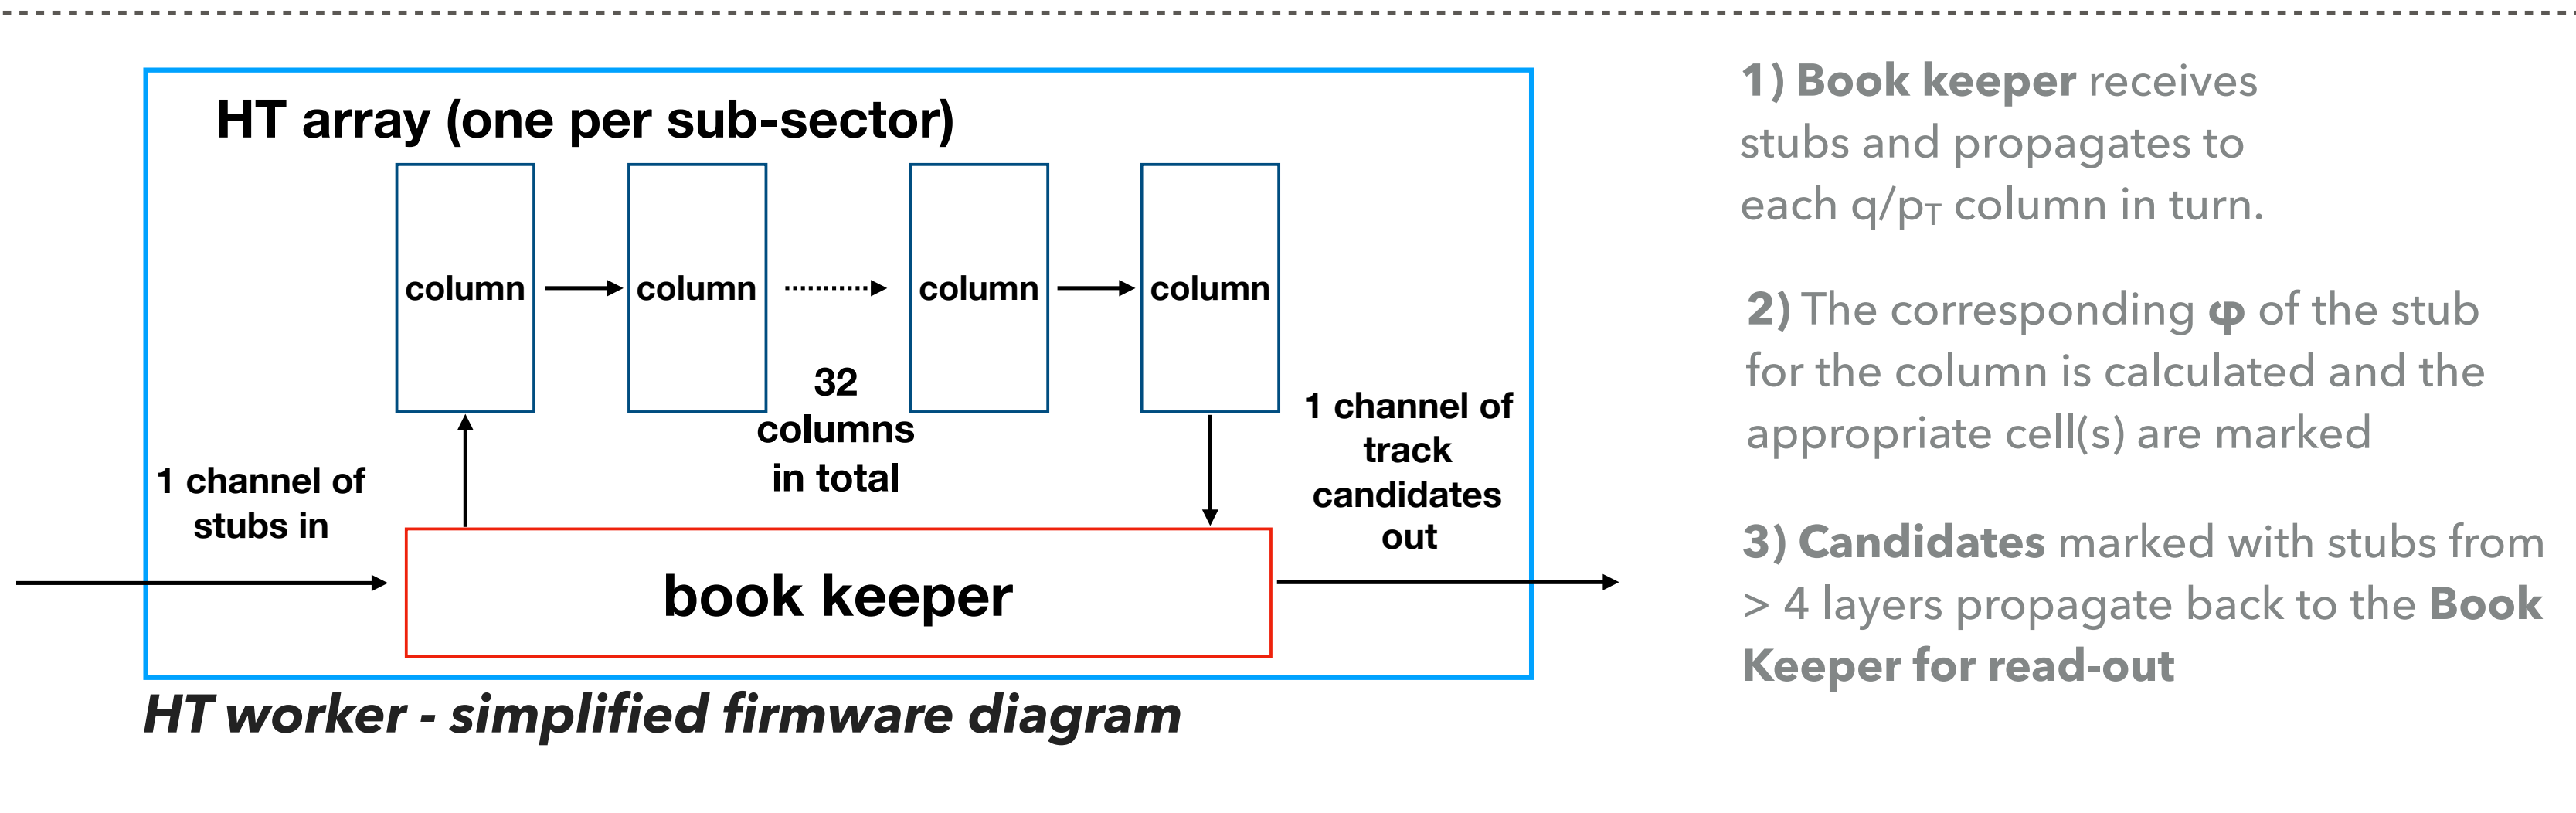 HT array (one per sub-sector)
column
column
column
column
32
columns
in total
1 channel of
stubs in
1 channel of
track
candidates
out
book keeper
HT worker - simplified firmware diagram
1) Book keeper receives
stubs and propagates to
each q/pT column in turn.
2) The corresponding φ of the stub
for the column is calculated and the
appropriate cell(s) are marked
3) Candidates marked with stubs from
> 4 layers propagate back to the Book
Keeper for read-out